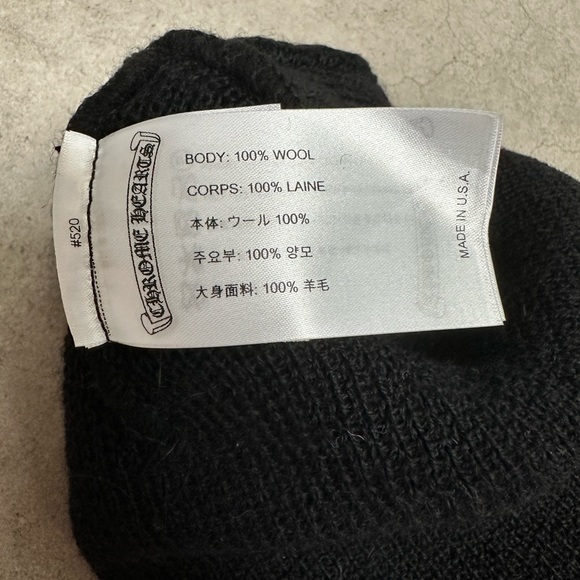 #520
CHROME HEARTS
BODY: 100% WOOL
CORPS: 100% LAINE
本体: ウール 100%
주요부: 100% 양모
大身面料: 100% 羊毛
MADE IN U.S.A.